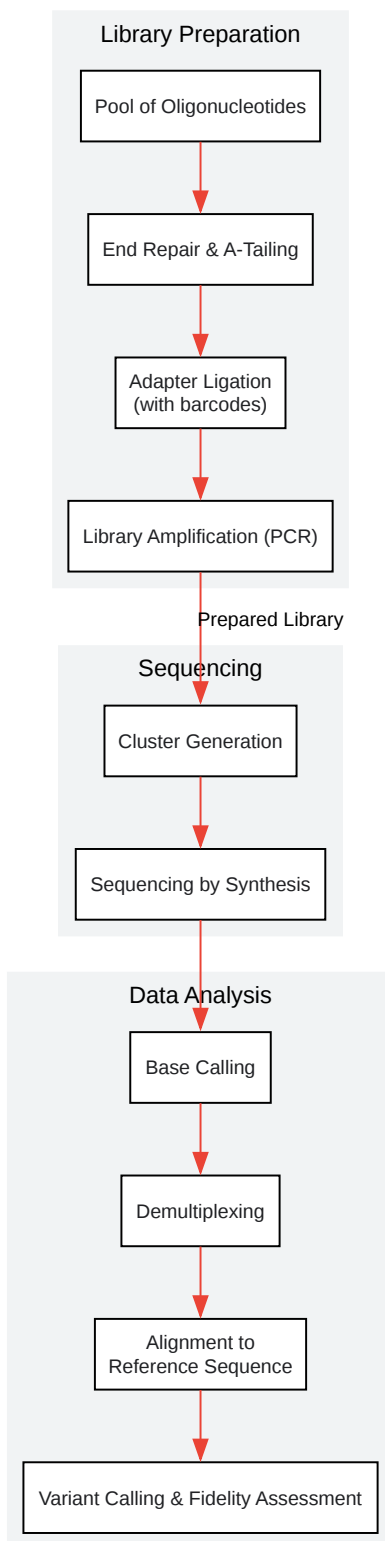 Library Preparation
Pool of Oligonucleotides
End Repair & A-Tailing
Adapter Ligation
(with barcodes)
Library Amplification (PCR)
Prepared Library
Sequencing
Cluster Generation
Sequencing by Synthesis
Data Analysis
Base Calling
Demultiplexing
Alignment to
Reference Sequence
Variant Calling & Fidelity Assessment